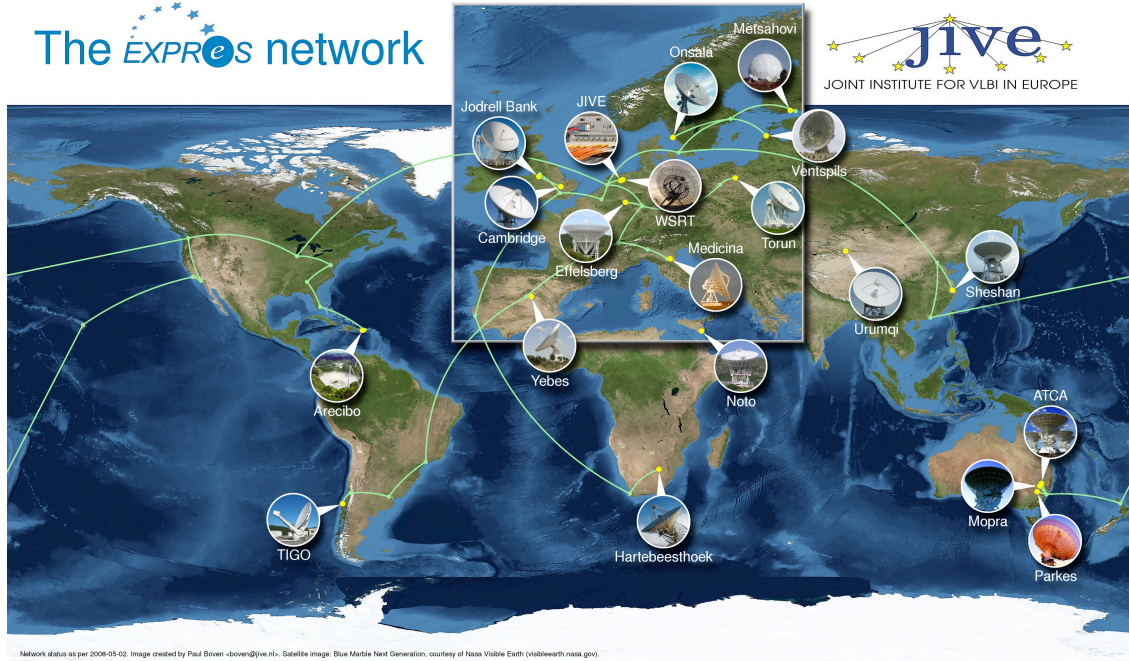 The EXPReS network
jive
JOINT INSTITUTE FOR VLBI IN EUROPE
Metsahovi
Onsala
JIVE
Jodrell Bank
Ventspils
WSRT
Cambridge
Torun
Medicina
Effelsberg
Sheshan
Urumqi
Yebes
Noto
Arecibo
ATCA
Mopra
TIGO
Hartebeesthoek
Parkes
Network status as per 2008-05-02. Image created by Paul Boven <boven@jive.nl>. Satellite image: Blue Marble Next Generation, courtesy of Nasa Visible Earth (visibleearth.nasa.gov).